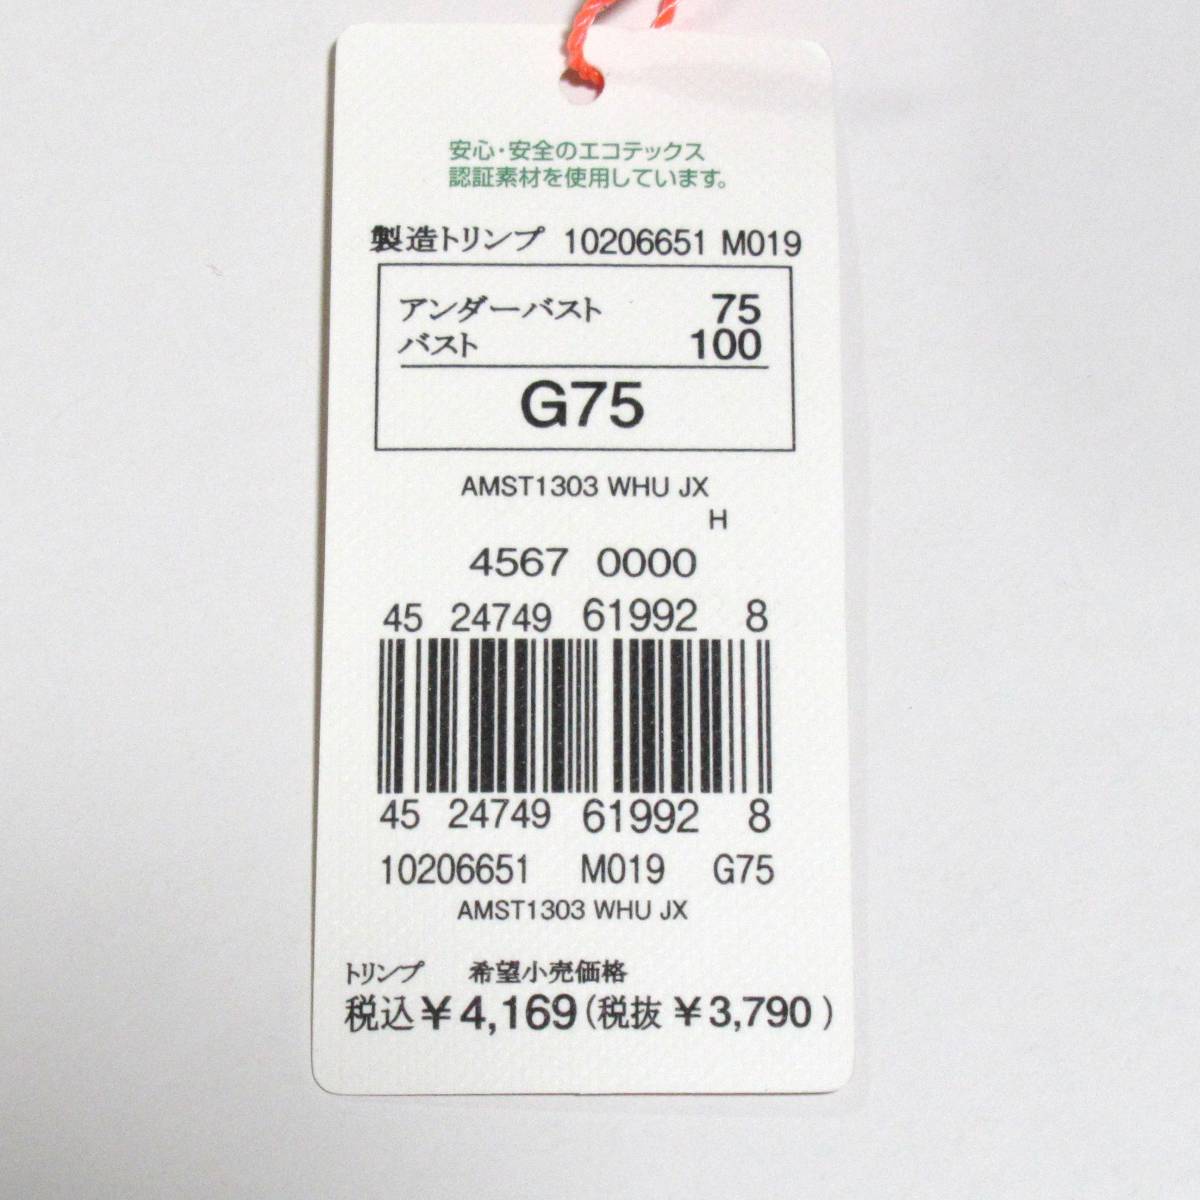 安心・安全のエコテックス
認証素材を使用しています。
製造トリンプ 10206651 M019
アンダーバスト 75
バスト 100
G75
AMST1303 WHU JX
H
4567 0000
45 24749 61992 8
45 24749 61992 8
10206651 M019 G75
AMST1303 WHU JX
トリンプ 希望小売価格
税込¥4,169(税抜 ¥3,790)